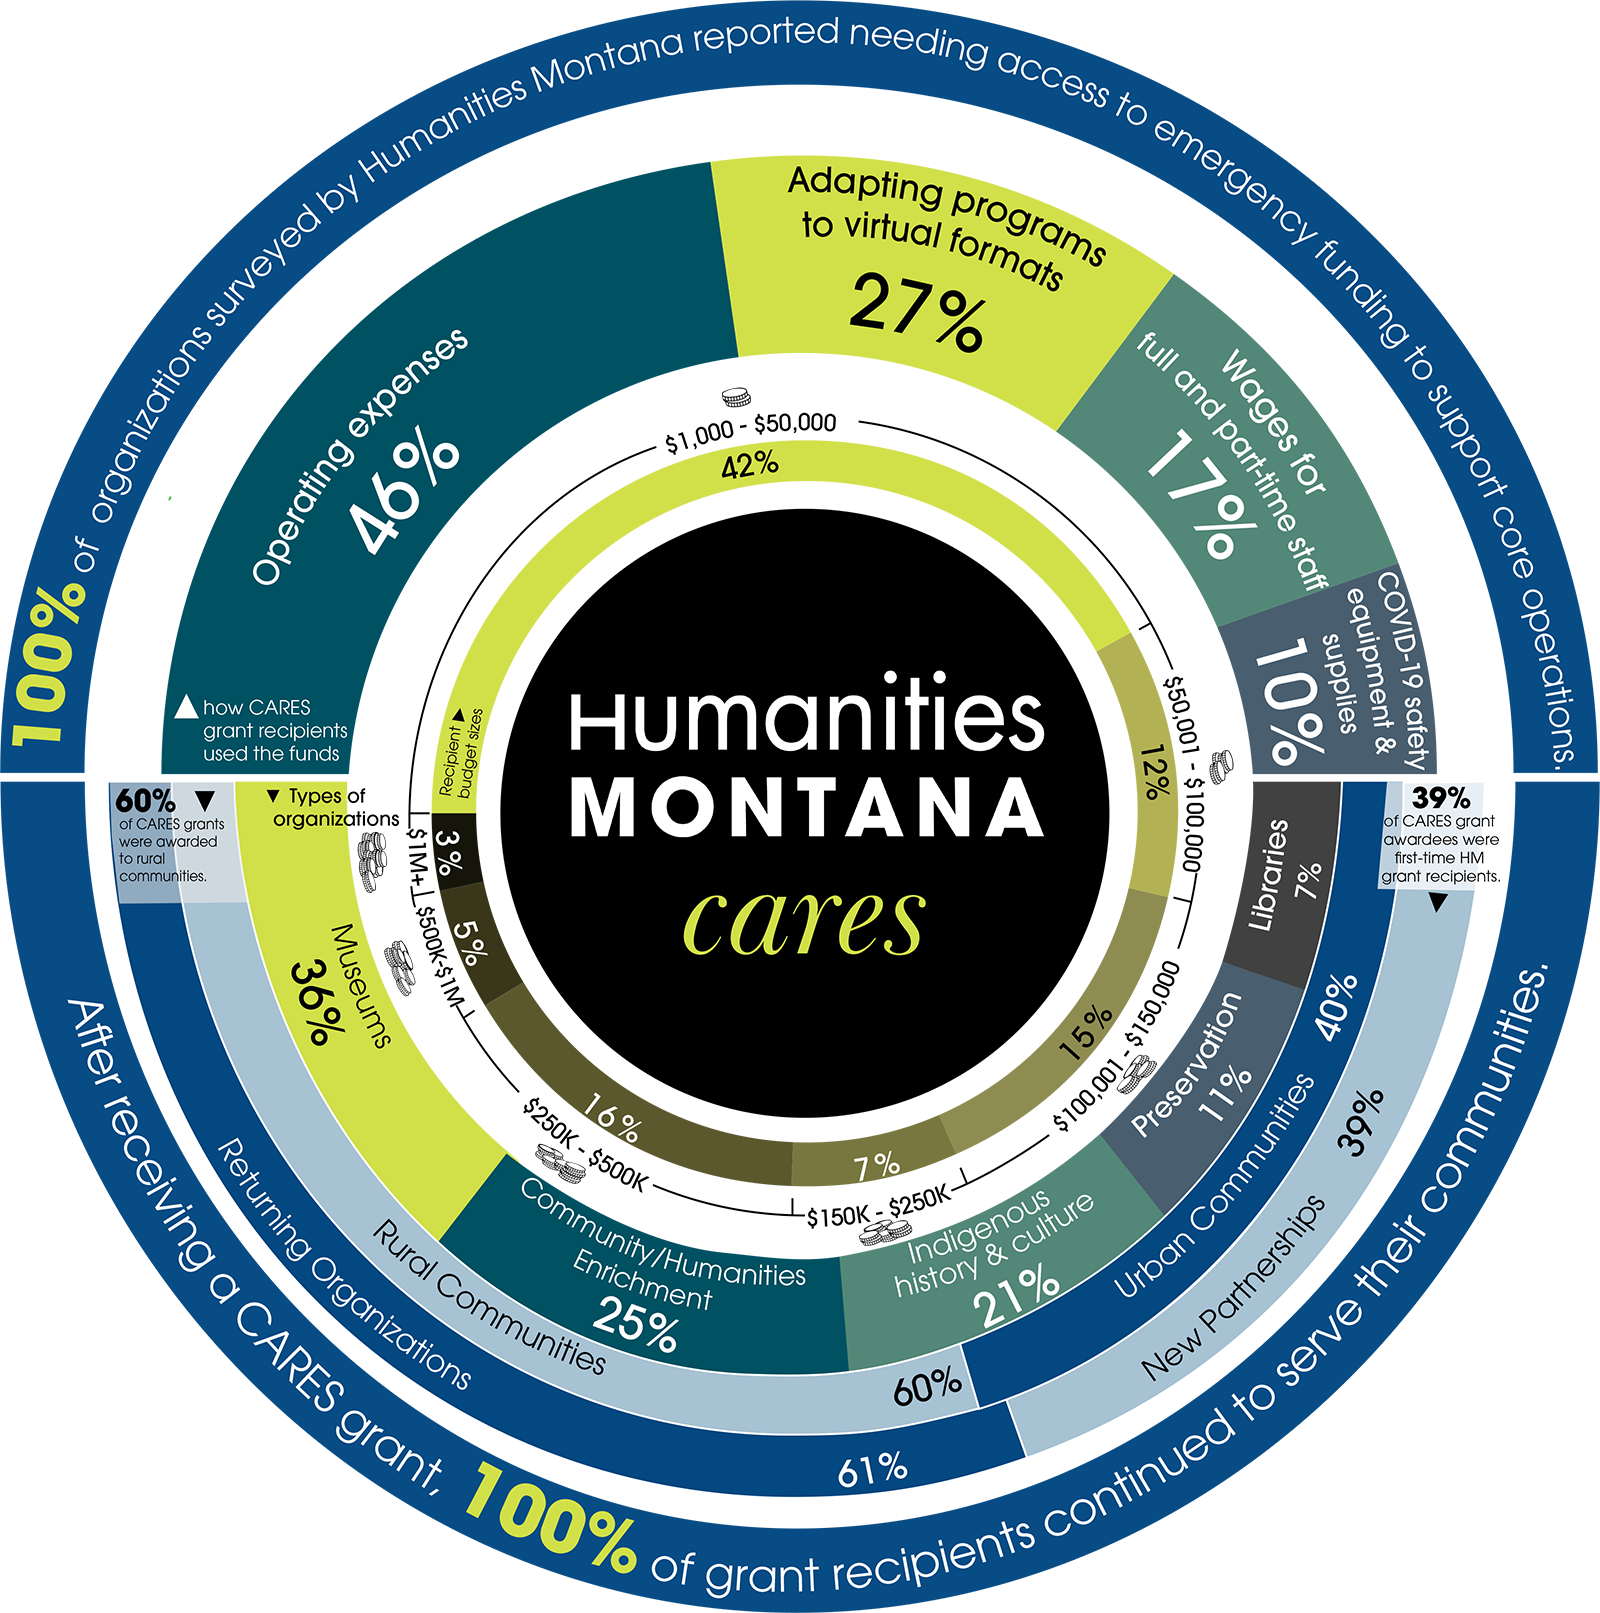 100% of organizations surveyed by Humanities Montana reported needing access to emergency funding to support core operations.
Operating expenses
46%
Adapting programs
to virtual formats
27%
Wages for
full and part-time staff
17%
COVID-19 safety
equipment &
supplies
10%
how CARES
grant recipients
used the funds
$1,000 - $50,000
42%
$50,001 - $100,000
12%
$100,001 - $150,000
15%
$150K - $250K
7%
$250K - $500K
16%
$500K-$1M
5%
$1M+
3%
Recipient
budget sizes
Humanities
MONTANA
cares
60%
of CARES grants
were awarded
to rural
communities.
Types of
organizations
Museums
36%
Community/Humanities
Enrichment
25%
Indigenous
history & culture
21%
Preservation
11%
Libraries
7%
Rural Communities
60%
Urban Communities
40%
Returning Organizations
61%
New Partnerships
39%
39%
of CARES grant
awardees were
first-time HM
grant recipients.
After receiving a CARES grant, 100% of grant recipients continued to serve their communities.